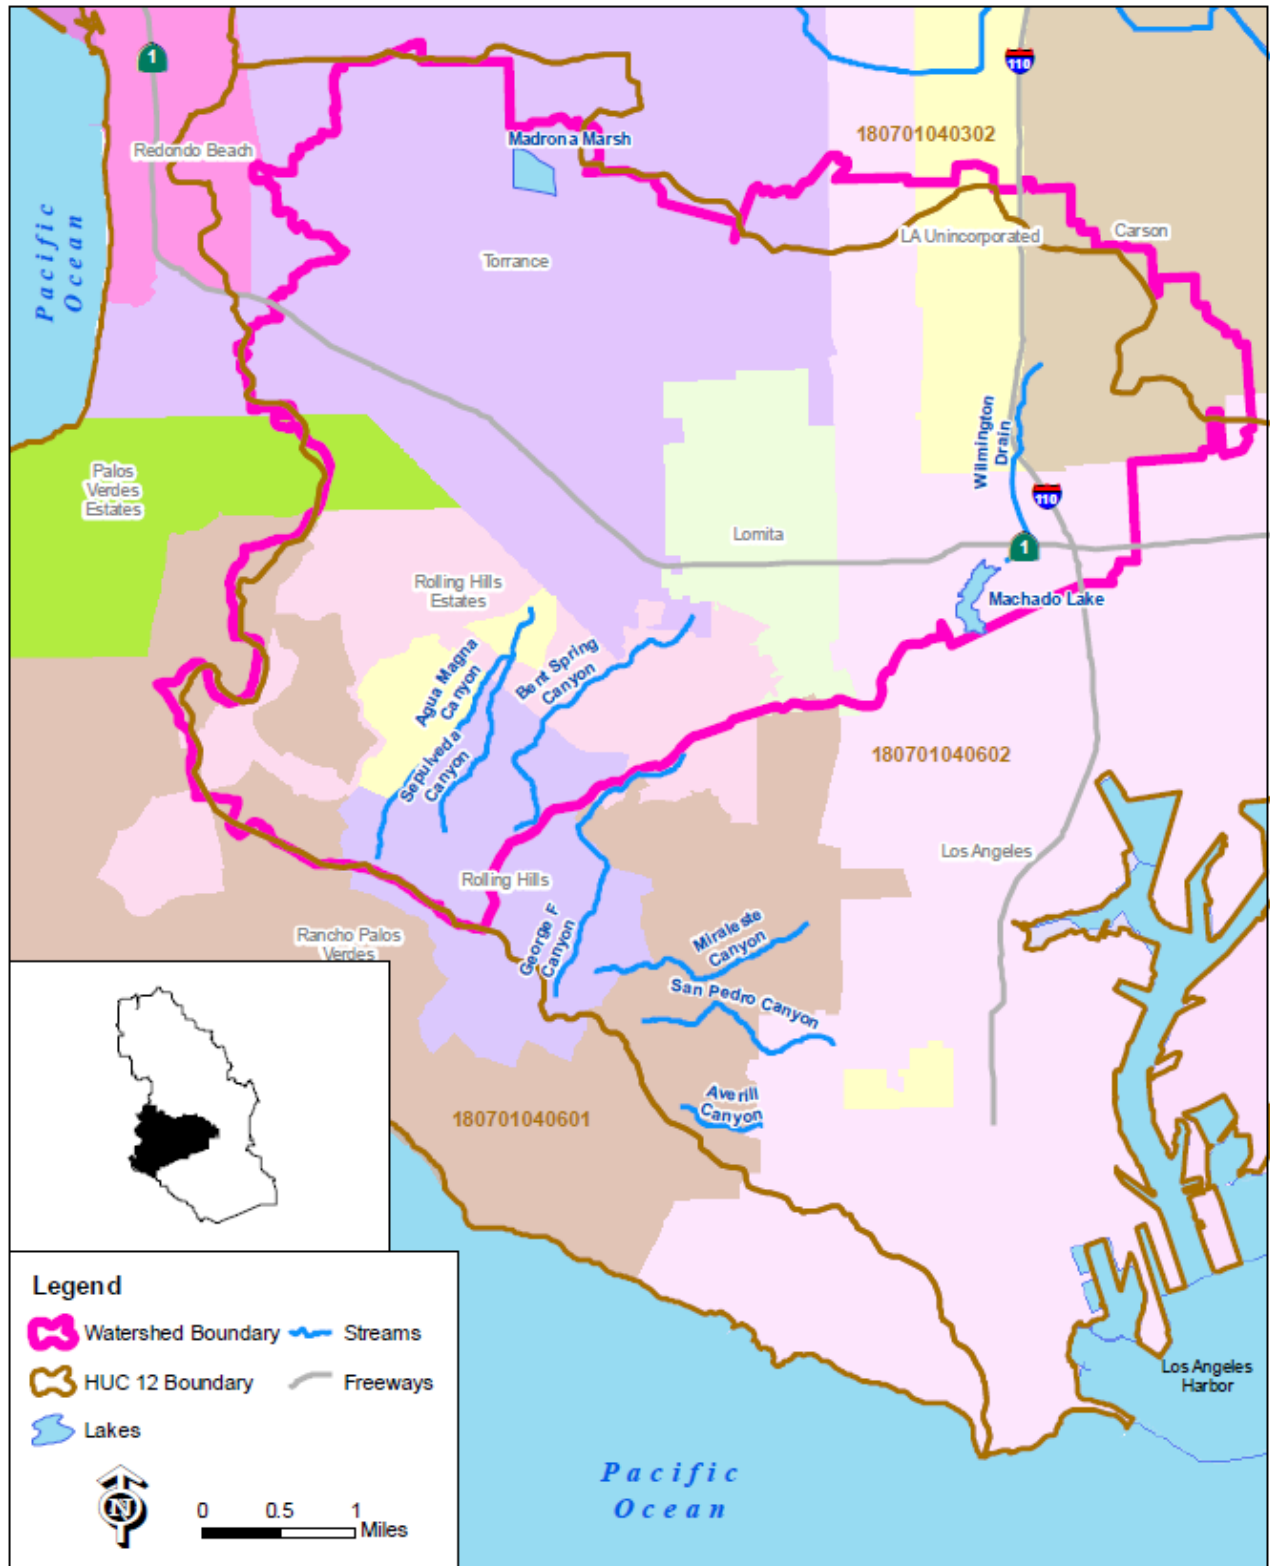 1
110
180701040302
Redondo Beach
Madrona Marsh
Pacific
Ocean
Torrance
LA Unincorporated
Carson
Wilmington
Drain
Palos
Verdes
Estates
110
Lomita
1
Rolling Hills
Estates
Machado Lake
Agua Magna
Canyon
Bent Spring
Canyon
Sepulveda
Canyon
180701040602
Los Angeles
Rolling Hills
George F
Canyon
Miraleste
Canyon
Rancho Palos
Verdes
San Pedro Canyon
Averill
Canyon
180701040601
Legend
Watershed Boundary
Streams
HUC 12 Boundary
Freeways
Lakes
N
0 0.5 1
Miles
Los Angeles
Harbor
Pacific
Ocean